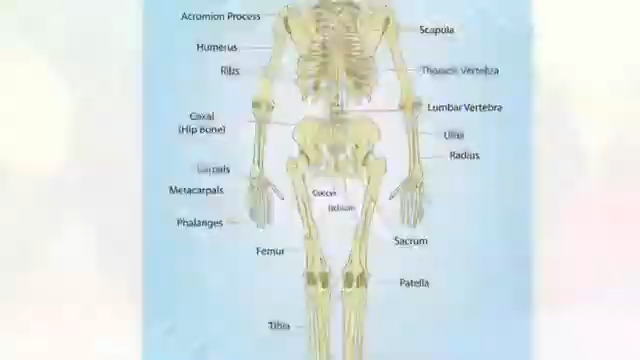 Acromion Process
Scapula
Humerus
Ribs
Thoracic Vertebra
Lumbar Vertebra
Coxal
(Hip Bone)
Ulna
Radius
Carpals
Metacarpals
Coccyx
Ischium
Phalanges
Sacrum
Femur
Patella
Tibia